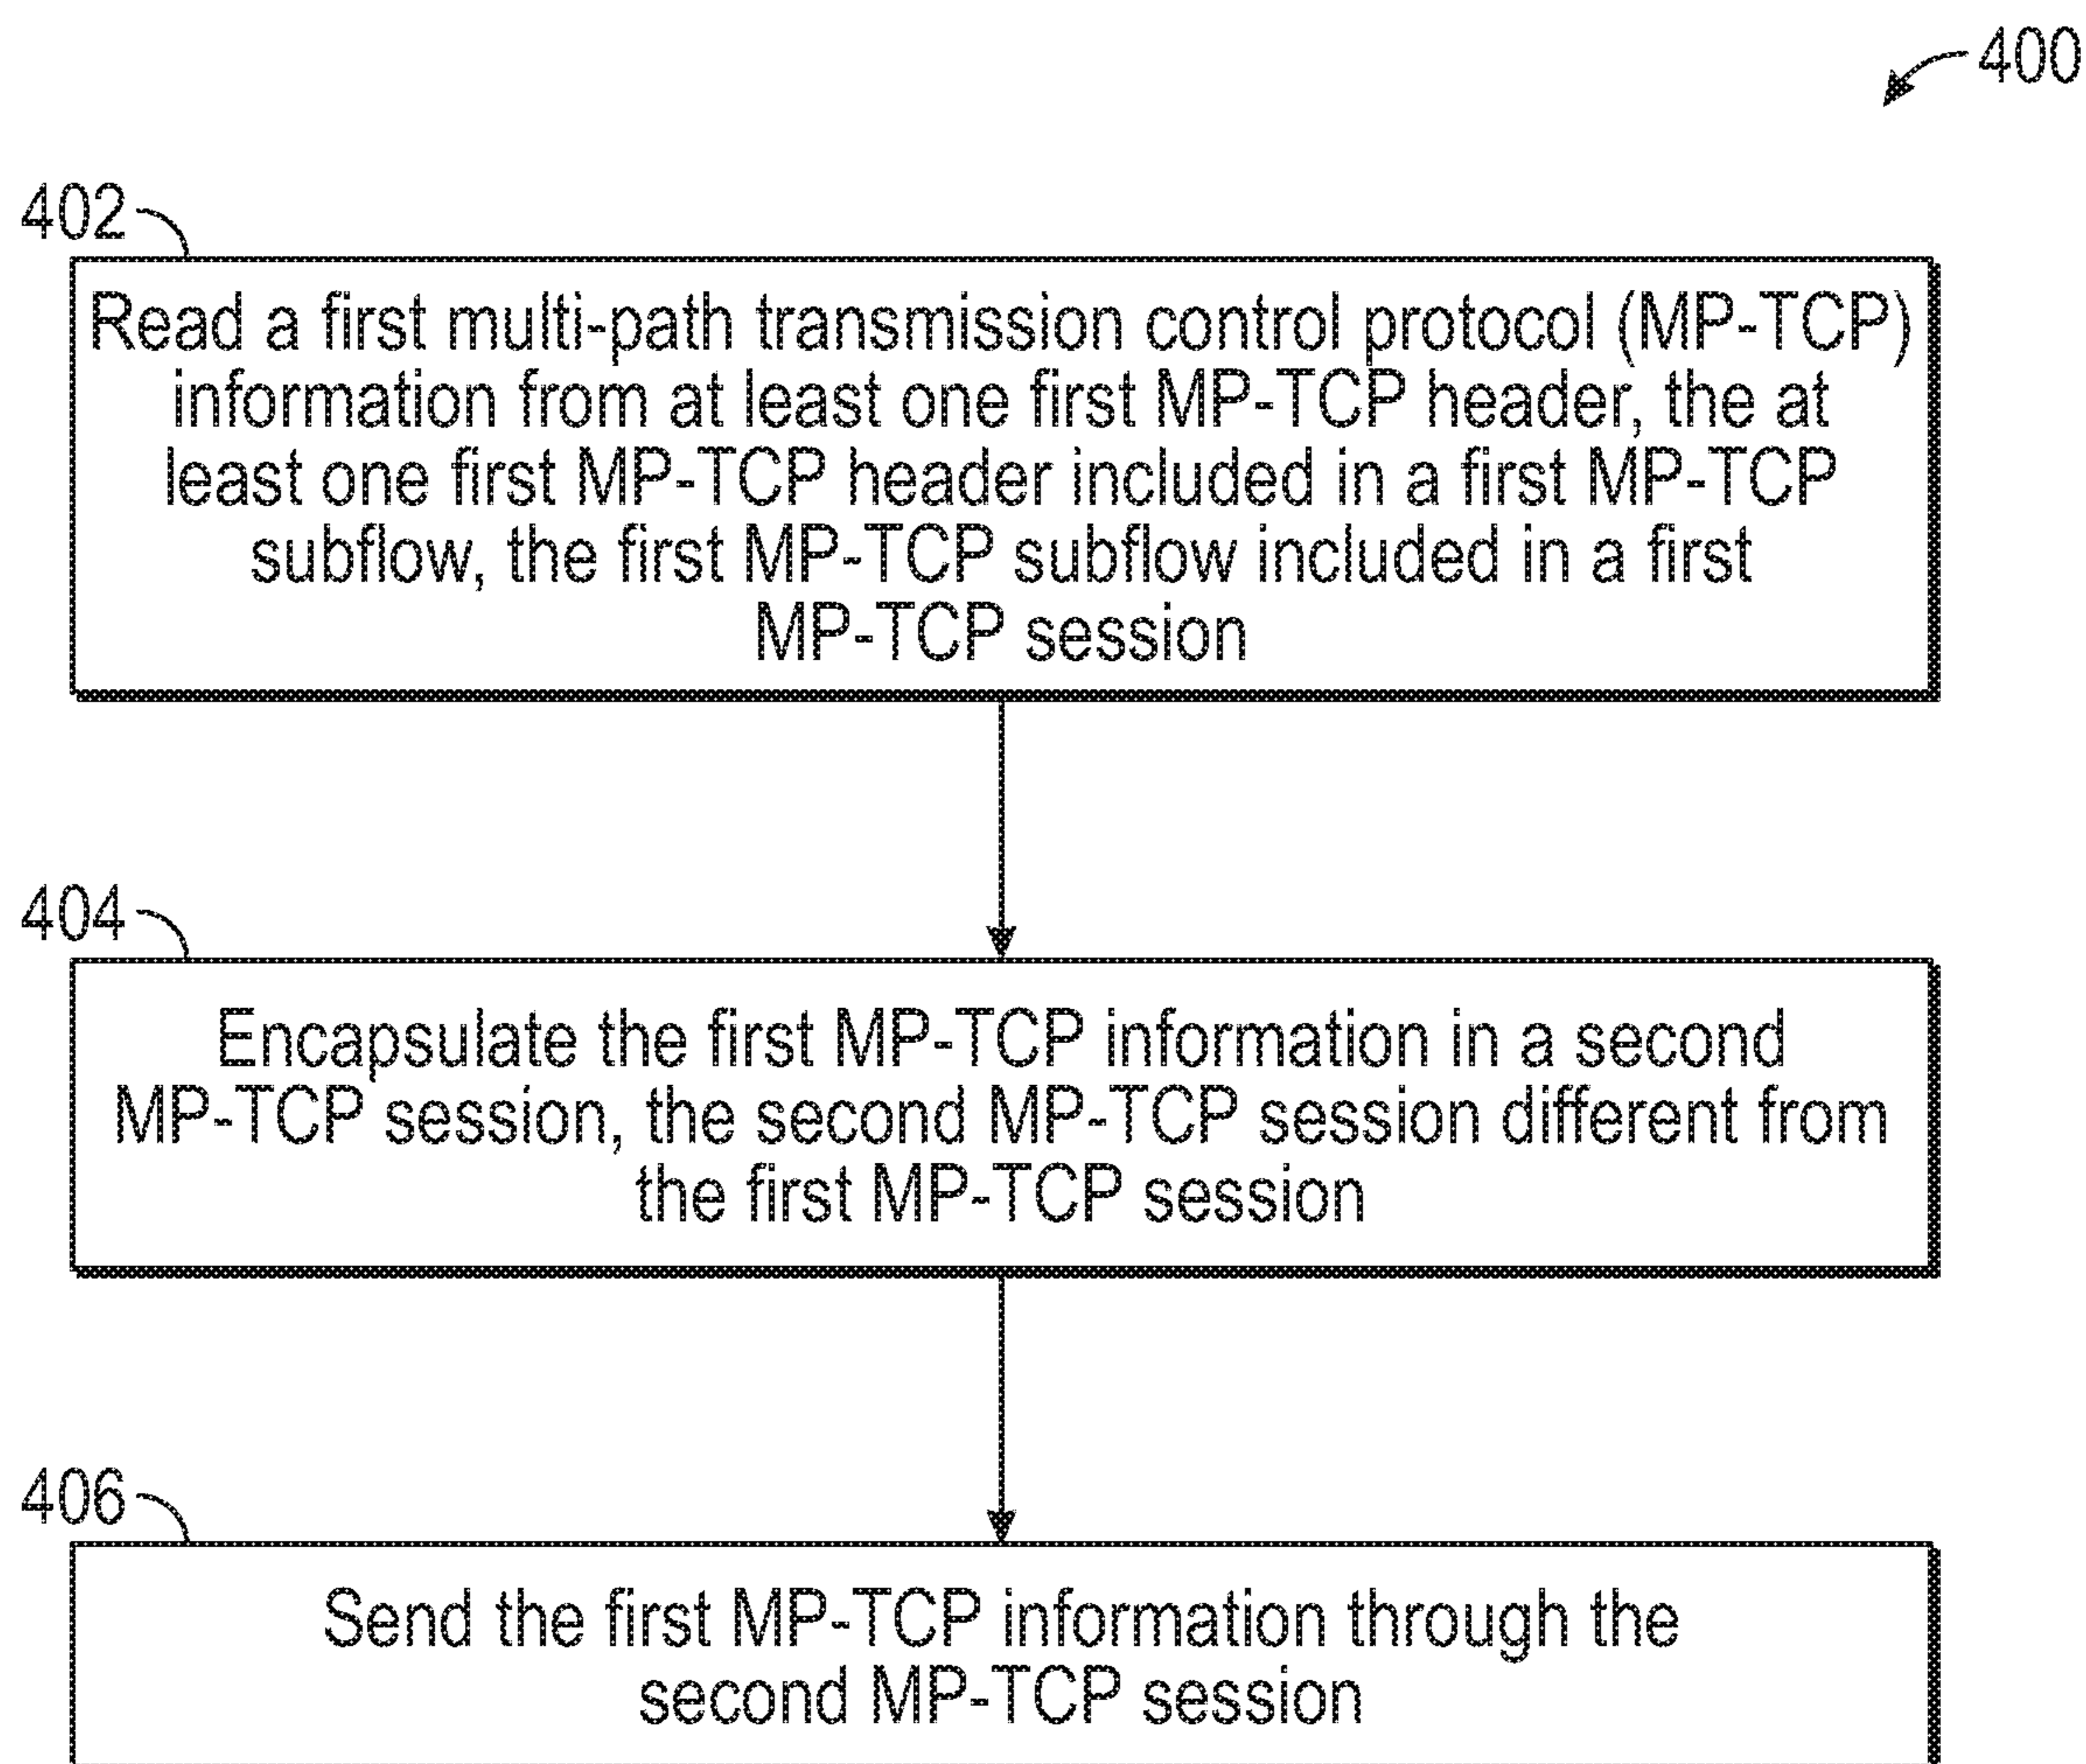 400
402
Read a first multi-path transmission control protocol (MP-TCP)
information from at least one first MP-TCP header, the at
least one first MP-TCP header included in a first MP-TCP
subflow, the first MP-TCP subflow included in a first
MP-TCP session
404
Encapsulate the first MP-TCP information in a second
MP-TCP session, the second MP-TCP session different from
the first MP-TCP session
406
Send the first MP-TCP information through the
second MP-TCP session